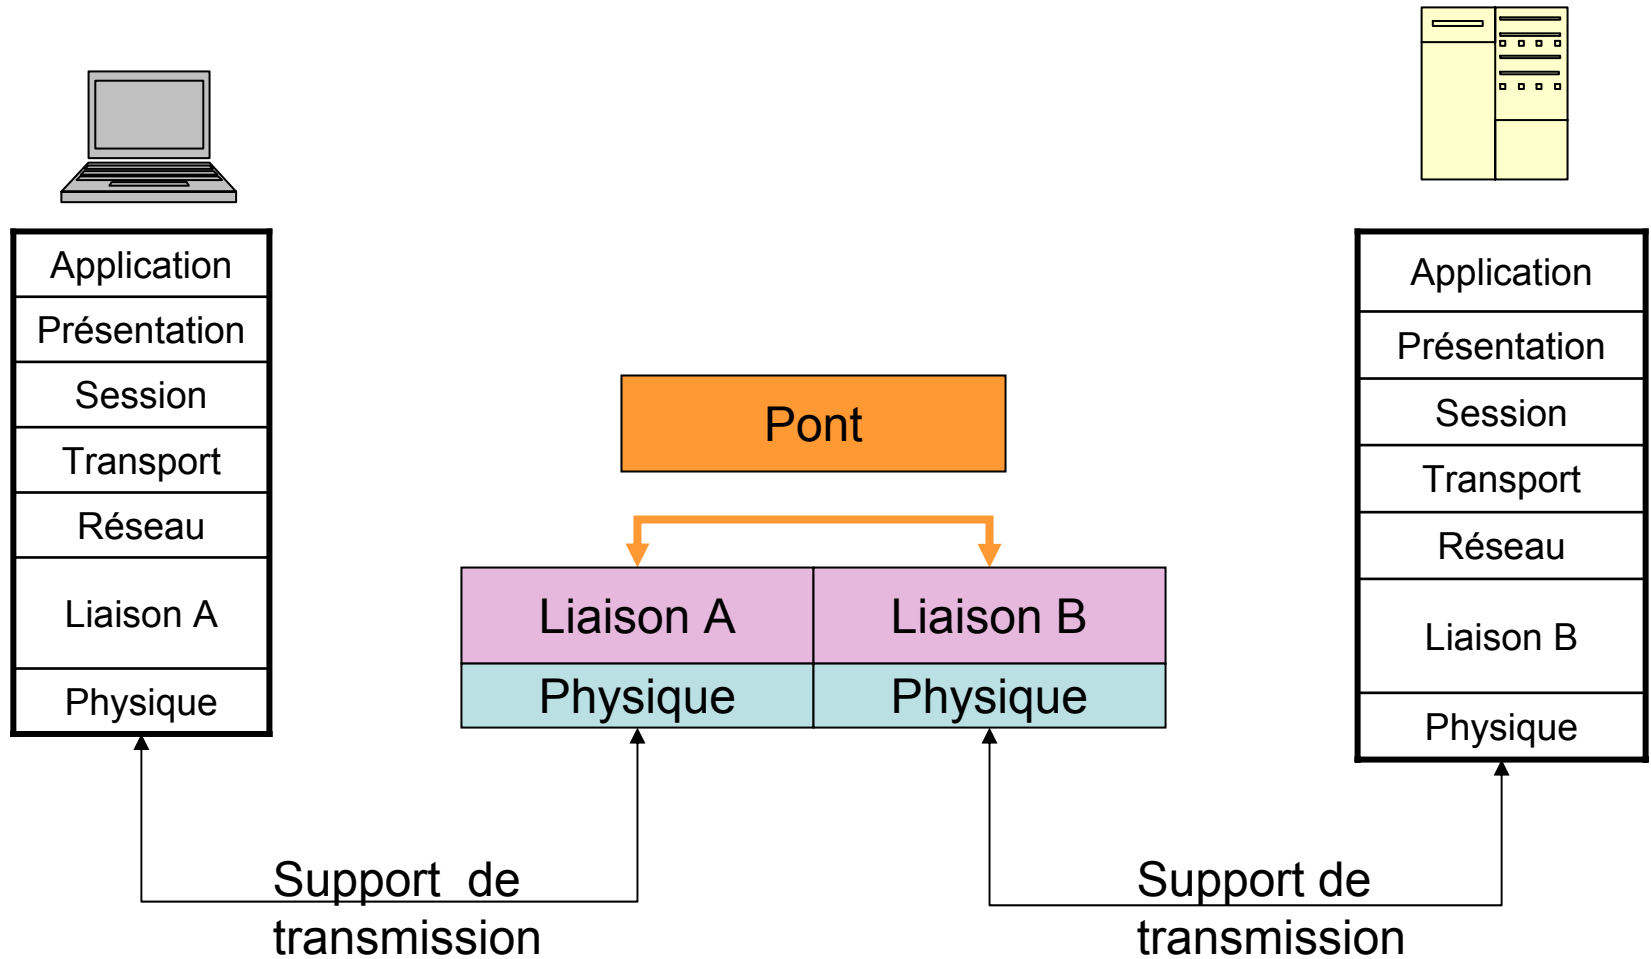 Application
Présentation
Session
Transport
Réseau
Liaison A
Physique
Pont
Liaison A
Liaison B
Physique
Physique
Application
Présentation
Session
Transport
Réseau
Liaison B
Physique
Support de
transmission
Support de
transmission